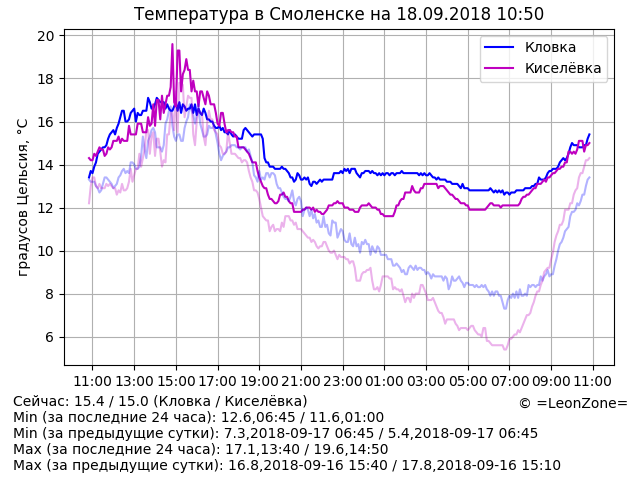 Температура в Смоленске на 18.09.2018 10:50
Кловка
Киселёвка
градусов Цельсия, °C
20
18
16
14
12
10
8
6
11:00 13:00 15:00 17:00 19:00 21:00 23:00 01:00 03:00 05:00 07:00 09:00 11:00
Сейчас: 15.4 / 15.0 (Кловка / Киселёвка)
© =LeonZone=
Min (за последние 24 часа): 12.6,06:45 / 11.6,01:00
Min (за предыдущие сутки): 7.3,2018-09-17 06:45 / 5.4,2018-09-17 06:45
Max (за последние 24 часа): 17.1,13:40 / 19.6,14:50
Max (за предыдущие сутки): 16.8,2018-09-16 15:40 / 17.8,2018-09-16 15:10